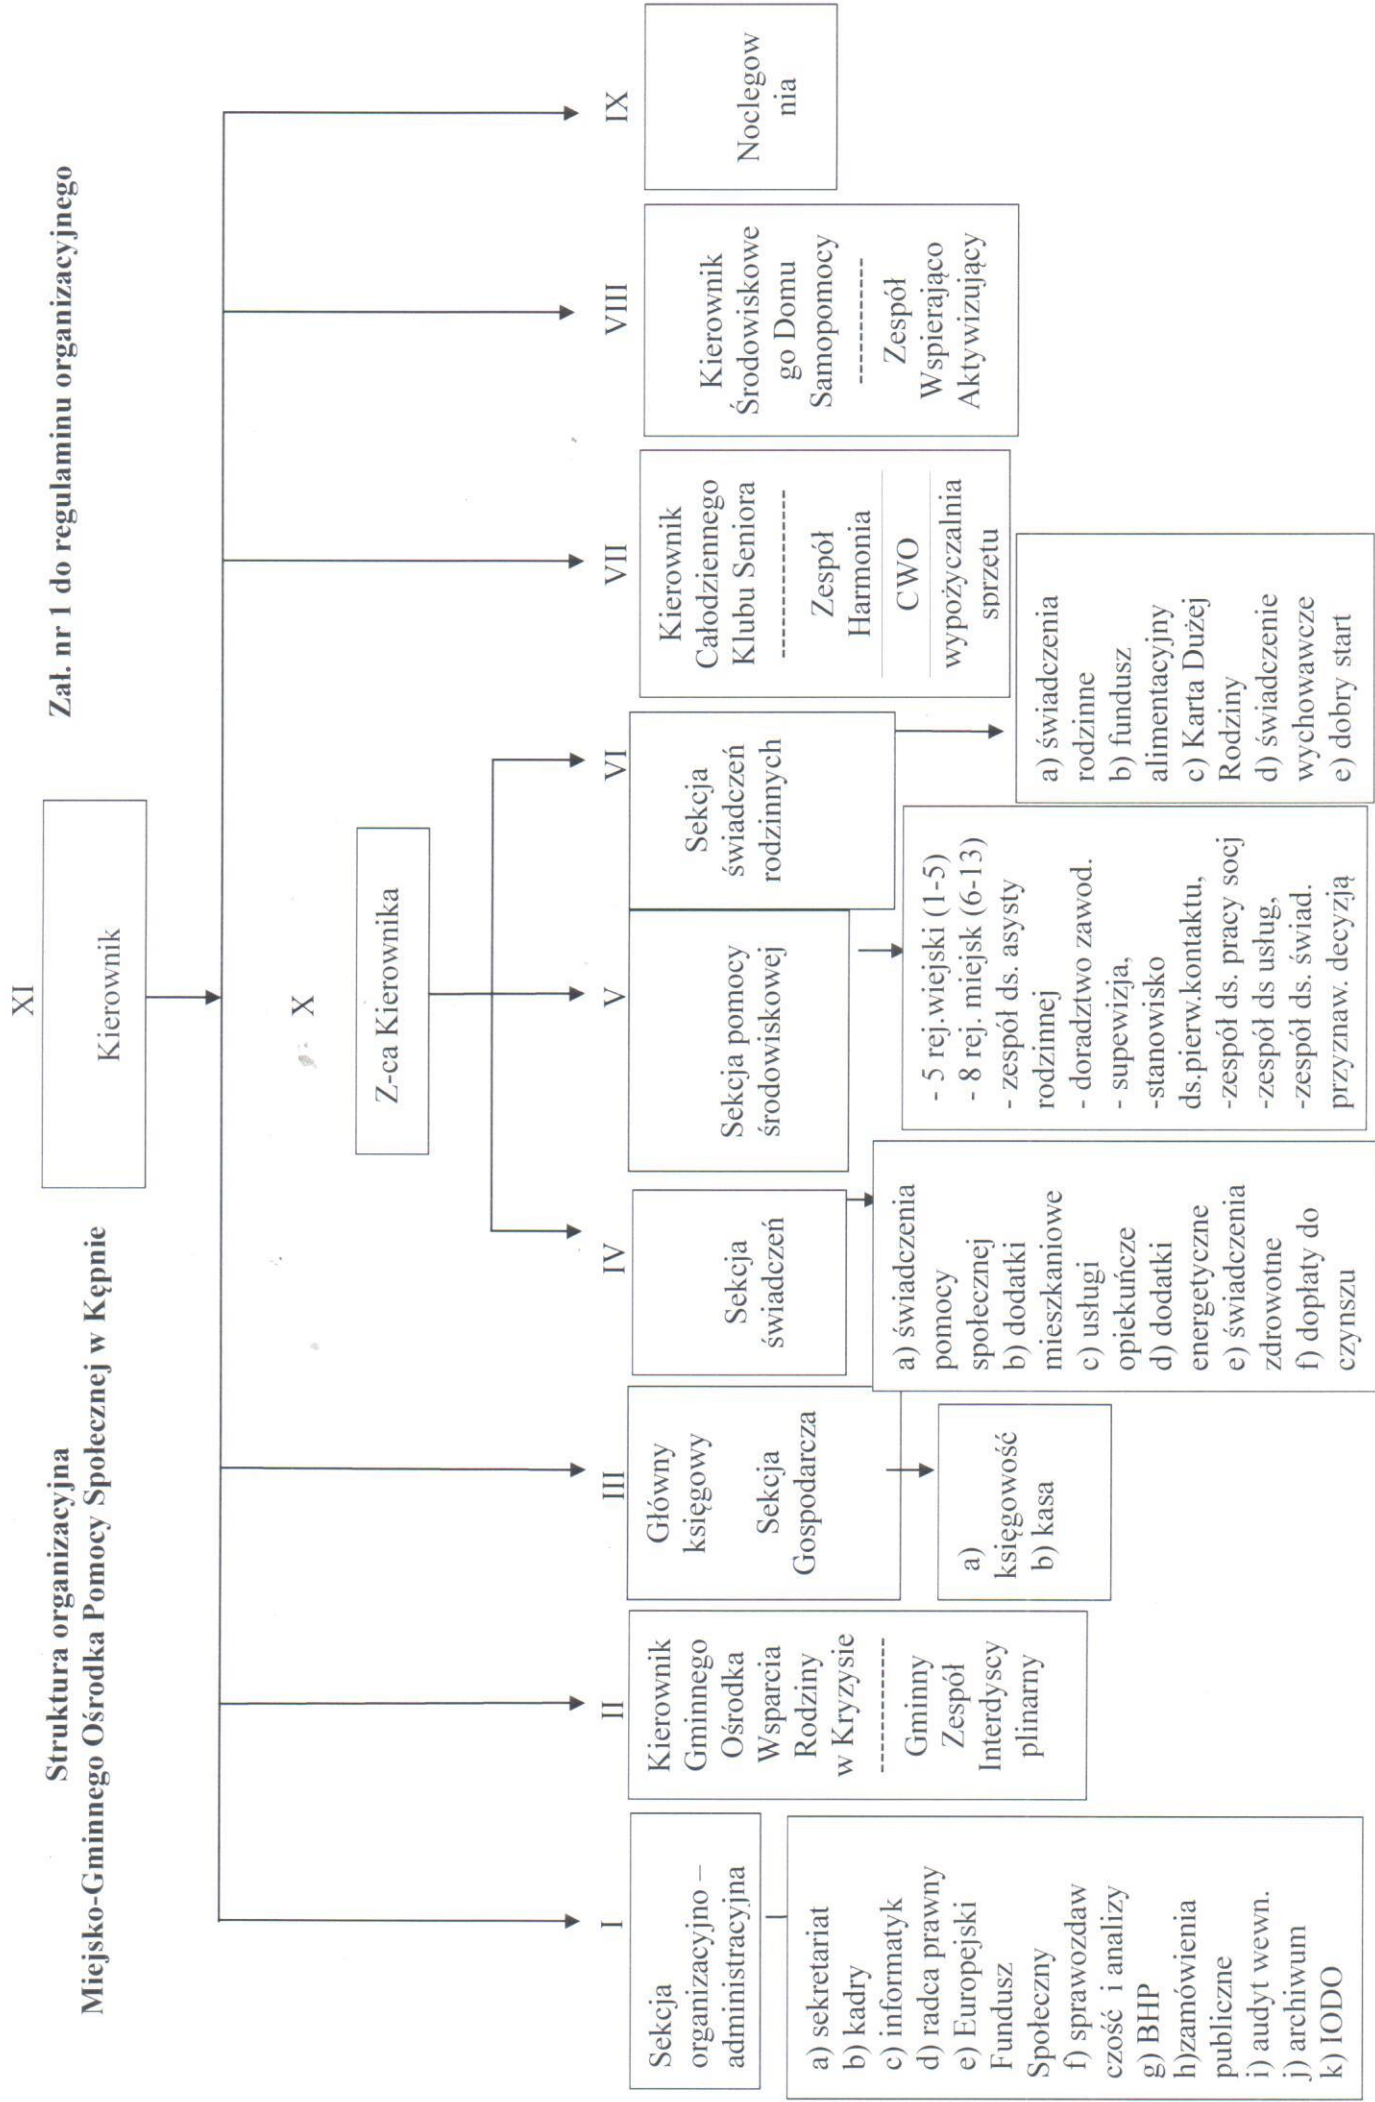 Zał. nr 1 do regulaminu organizacyjnego
Struktura organizacyjna
Miejsko-Gminnego Ośrodka Pomocy Społecznej w Kępnie
XI
Kierownik
X
Z-ca Kierownika
I
Sekcja
organizacyjno –
administracyjna
a) sekretariat
b) kadry
c) informatyk
d) radca prawny
e) Europejski
Fundusz
Społeczny
f) sprawozdaw
czość i analizy
g) BHP
h)zamówienia
publiczne
i) audyt wewn.
j) archiwum
k) IODO
II
Kierownik
Gminnego
Ośrodka
Wsparcia
Rodziny
w Kryzysie
--------------
Gminny
Zespół
Interdyscy
plinarny
III
Główny
księgowy
Sekcja
Gospodarcza
a)
księgowość
b) kasa
IV
Sekcja
świadczeń
a) świadczenia
pomocy
społecznej
b) dodatki
mieszkaniowe
c) usługi
opiekuńcze
d) dodatki
energetyczne
e) świadczenia
zdrowotne
f) dopłaty do
czynszu
V
Sekcja pomocy
środowiskowej
- 5 rej.wiejski (1-5)
- 8 rej. miejsk (6-13)
- zespół ds. asysty
rodzinnej
- doradztwo zawod.
- supewizja,
-stanowisko
ds.pierw.kontaktu,
-zespół ds. pracy socj
-zespół ds usług,
-zespół ds. świad.
przyznaw. decyzją
VI
Sekcja
świadczeń
rodzinnych
a) świadczenia
rodzinne
b) fundusz
alimentacyjny
c) Karta Dużej
Rodziny
d) świadczenie
wychowawcze
e) dobry start
VII
Kierownik
Całodziennego
Klubu Seniora
-----------------
Zespół
Harmonia
CWO
wypożyczalnia
sprzętu
VIII
Kierownik
Środowiskowe
go Domu
Samopomocy
-------------
Zespół
Wspierająco
Aktywizujący
IX
Noclegow
nia